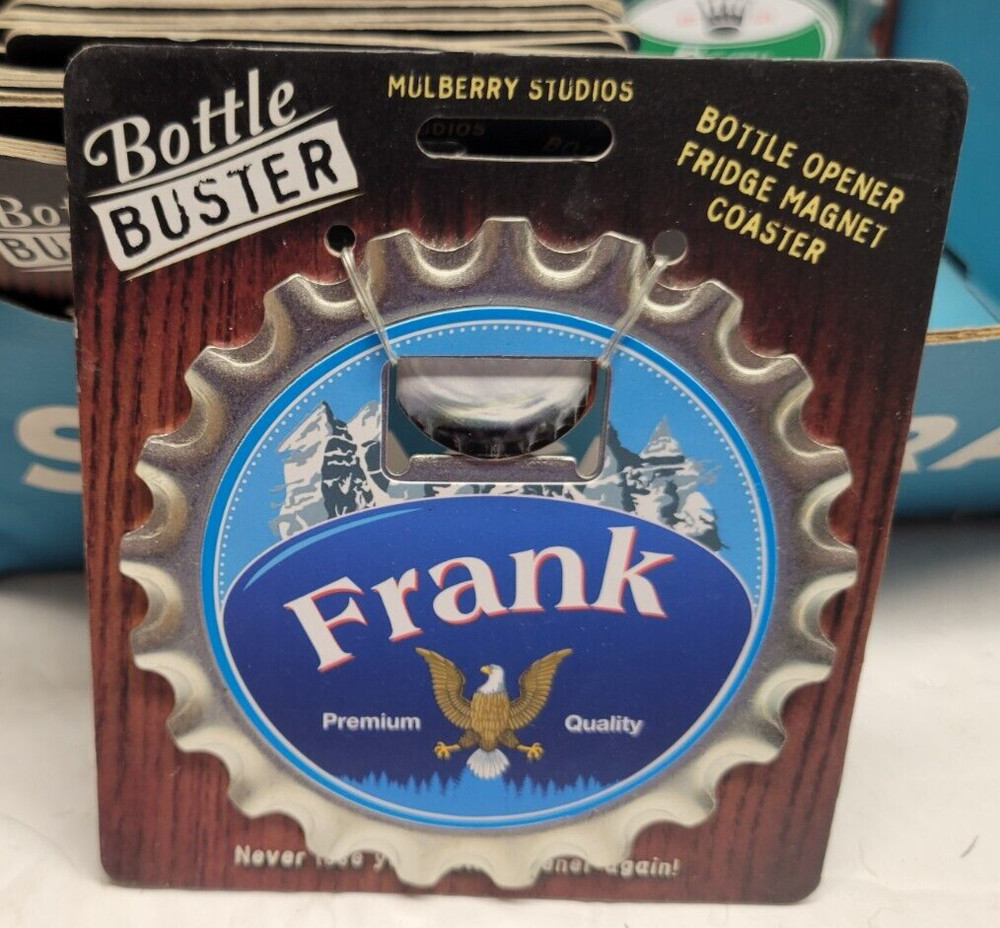 Bottle
BUSTER
MULBERRY STUDIOS
BOTTLE OPENER
FRIDGE MAGNET
COASTER
Frank
Premium Quality
Never again!